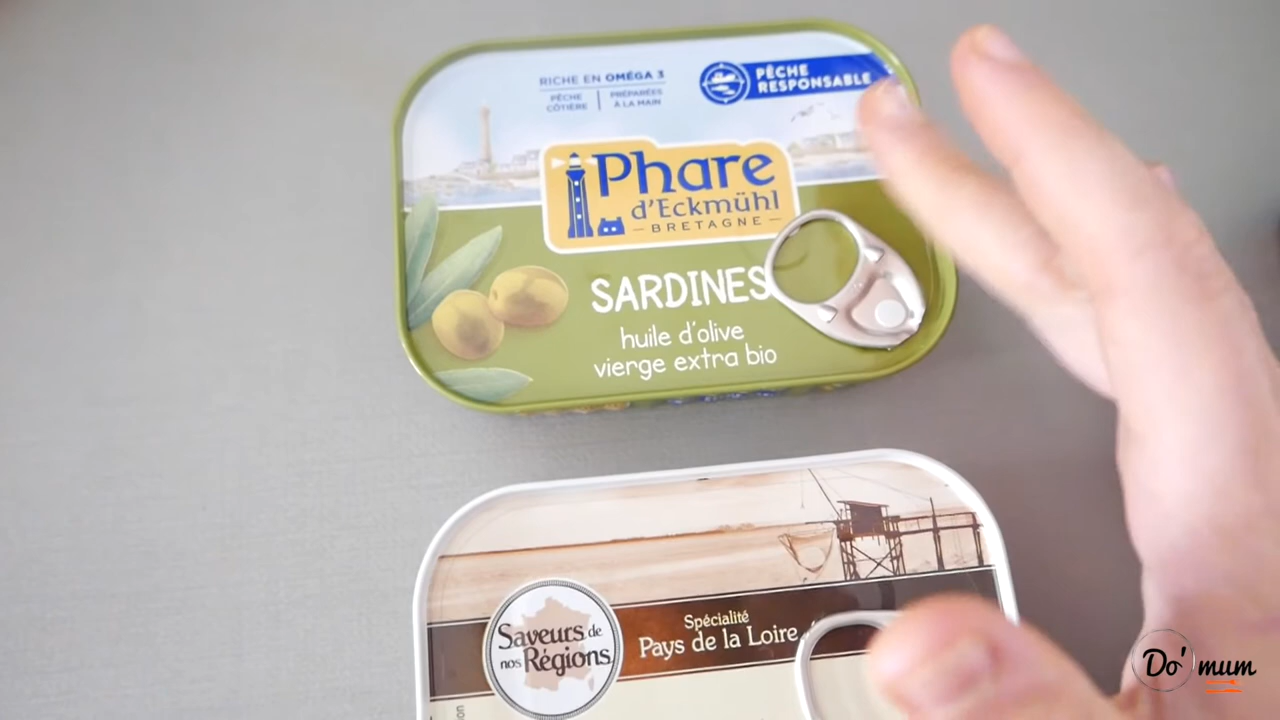 RICHE EN OMÉGA 3
PÊCHE
CÔTIÈRE
PRÉPARÉES
À LA MAIN
PÊCHE
RESPONSABLE
Phare
d'Eckmühl
BRETAGNE
SARDINES
huile d'olive
vierge extra bio
Saveurs de
nos Régions
Spécialité
Pays de la Loire
Do' mum